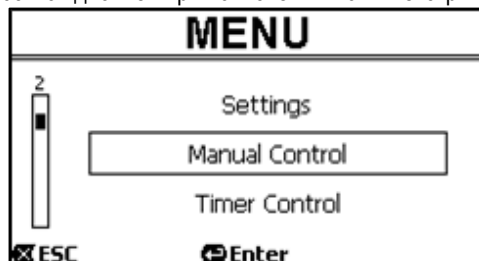 MENU
2
Settings
Manual Control
Timer Control
ESC
Enter